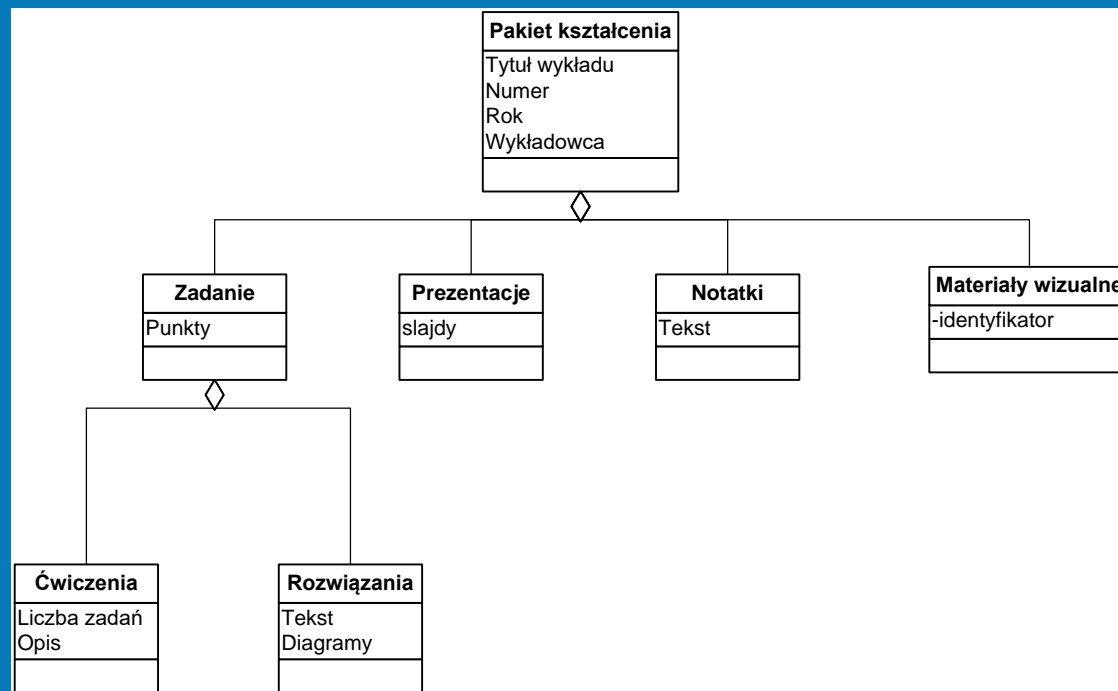 Pakiet kształcenia
Tytuł wykładu
Numer
Rok
Wykładowca
Zadanie
Punkty
Prezentacje
slajdy
Notatki
Tekst
Materiały wizualne
-identyfikator
Ćwiczenia
Liczba zadań
Opis
Rozwiązania
Tekst
Diagramy